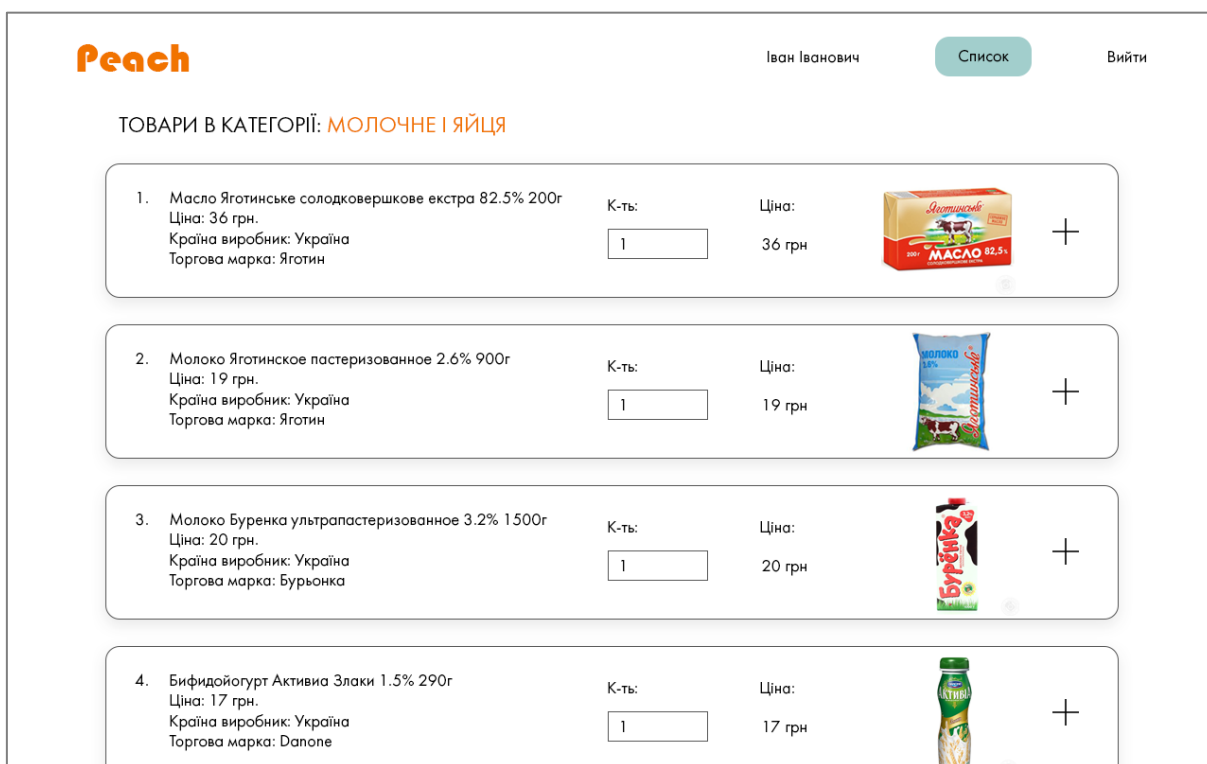 Peach
Іван Іванович
Список
Вийти
ТОВАРИ В КАТЕГОРІЇ: МОЛОЧНЕ І ЯЙЦЯ
1. Масло Яготинське солодковершкове екстра 82.5% 200г
Ціна: 36 грн.
Країна виробник: Україна
Торгова марка: Яготин
К-ть:
1
Ціна:
36 грн
Яготинське
200г МАСЛО 82,5%
СОЛОДКОВЕРШКОВЕ ЕКСТРА
2. Молоко Яготинское пастеризованное 2.6% 900г
Ціна: 19 грн.
Країна виробник: Україна
Торгова марка: Яготин
К-ть:
1
Ціна:
19 грн
МОЛОКО
2.6%
Яготинське
3. Молоко Буренка ультрапастеризованное 3.2% 1500г
Ціна: 20 грн.
Країна виробник: Україна
Торгова марка: Бурьонка
К-ть:
1
Ціна:
20 грн
Бурёнка
4. Бифидойогурт Активиа Злаки 1.5% 290г
Ціна: 17 грн.
Країна виробник: Україна
Торгова марка: Danone
К-ть:
1
Ціна:
17 грн
АКТИВІА